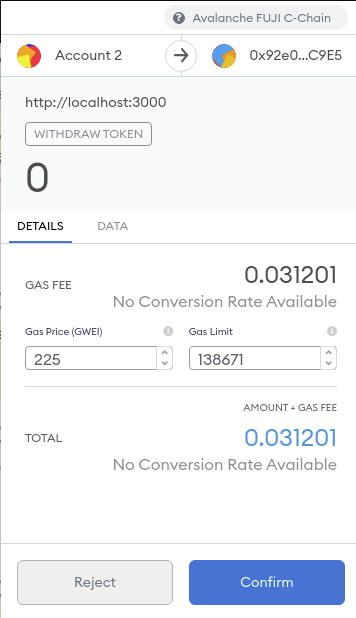 Avalanche FUJI C-Chain
Account 2
0x92e0...C9E5
http://localhost:3000
WITHDRAW TOKEN
0
DETAILS
DATA
GAS FEE
0.031201
No Conversion Rate Available
Gas Price (GWEI)
Gas Limit
225
138671
AMOUNT + GAS FEE
TOTAL
0.031201
No Conversion Rate Available
Reject
Confirm